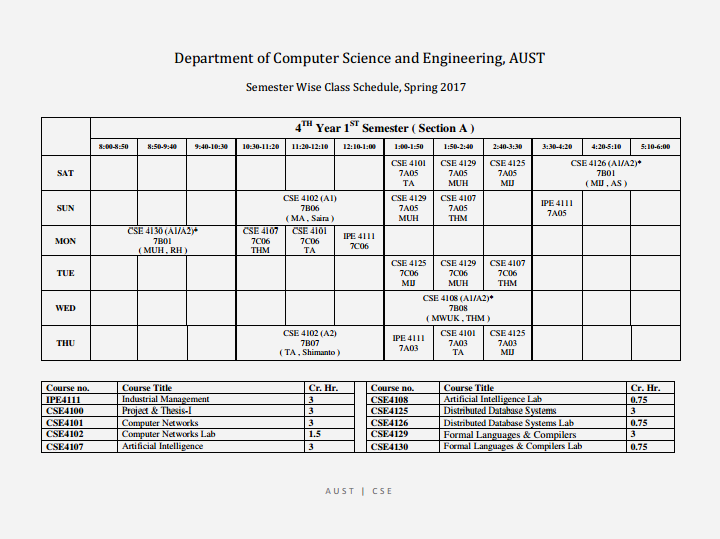 Department of Computer Science and Engineering, AUST
Semester Wise Class Schedule, Spring 2017
4TH Year 1ST Semester ( Section A )
8:00-8:50 8:50-9:40 9:40-10:30 10:30-11:20 11:20-12:10 12:10-1:00 1:00-1:50 1:50-2:40 2:40-3:30 3:30-4:20 4:20-5:10 5:10-6:00
SAT
CSE 4101
7A05
TA
CSE 4129
7A05
MUH
CSE 4125
7A05
MIJ
CSE 4126 (A1/A2)*
7B01
( MIJ , AS )
SUN
CSE 4102 (A1)
7B06
( MA , Saira )
CSE 4129
7A05
MUH
CSE 4107
7A05
THM
IPE 4111
7A05
MON
CSE 4130 (A1/A2)*
7B01
( MUH , RH )
CSE 4107
7C06
THM
CSE 4101
7C06
TA
IPE 4111
7C06
TUE
CSE 4125
7C06
MIJ
CSE 4129
7C06
MUH
CSE 4107
7C06
THM
WED
CSE 4108 (A1/A2)*
7B08
( MWUK , THM )
THU
CSE 4102 (A2)
7B07
( TA , Shimanto )
IPE 4111
7A03
CSE 4101
7A03
TA
CSE 4125
7A03
MIJ
Course no. Course Title Cr. Hr. Course no. Course Title Cr. Hr.
IPE4111 Industrial Management 3 CSE4108 Artificial Intelligence Lab 0.75
CSE4100 Project & Thesis-I 3 CSE4125 Distributed Database Systems 3
CSE4101 Computer Networks 3 CSE4126 Distributed Database Systems Lab 0.75
CSE4102 Computer Networks Lab 1.5 CSE4129 Formal Languages & Compilers 3
CSE4107 Artificial Intelligence 3 CSE4130 Formal Languages & Compilers Lab 0.75
AUST | CSE